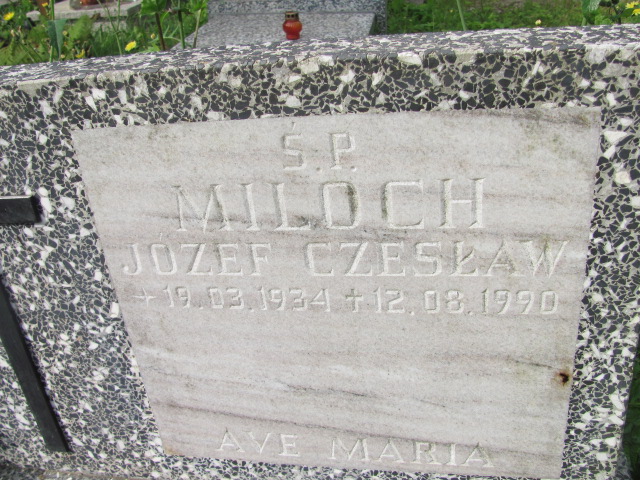 Ś.P.
MILOCH
JÓZEF CZESŁAW
+ 19.03.1934 + 12.08.1990
AVE MARIA